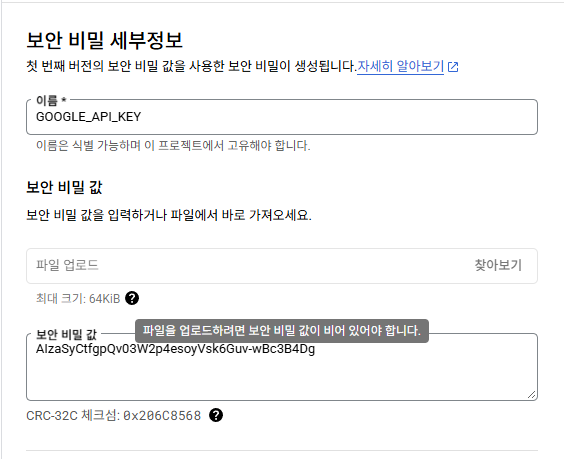 보안 비밀 세부정보
첫 번째 버전의 보안 비밀 값을 사용한 보안 비밀이 생성됩니다.자세히 알아보기
이름 *
GOOGLE_API_KEY
이름은 식별 가능하며 이 프로젝트에서 고유해야 합니다.
보안 비밀 값
보안 비밀 값을 입력하거나 파일에서 바로 가져오세요.
파일 업로드 찾아보기
최대 크기: 64KiB
파일을 업로드하려면 보안 비밀 값이 비어 있어야 합니다.
보안 비밀 값
AIzaSyCtfgpQv03W2p4esoyVsk6Guv-wBc3B4Dg
CRC-32C 체크섬: 0x206C8568